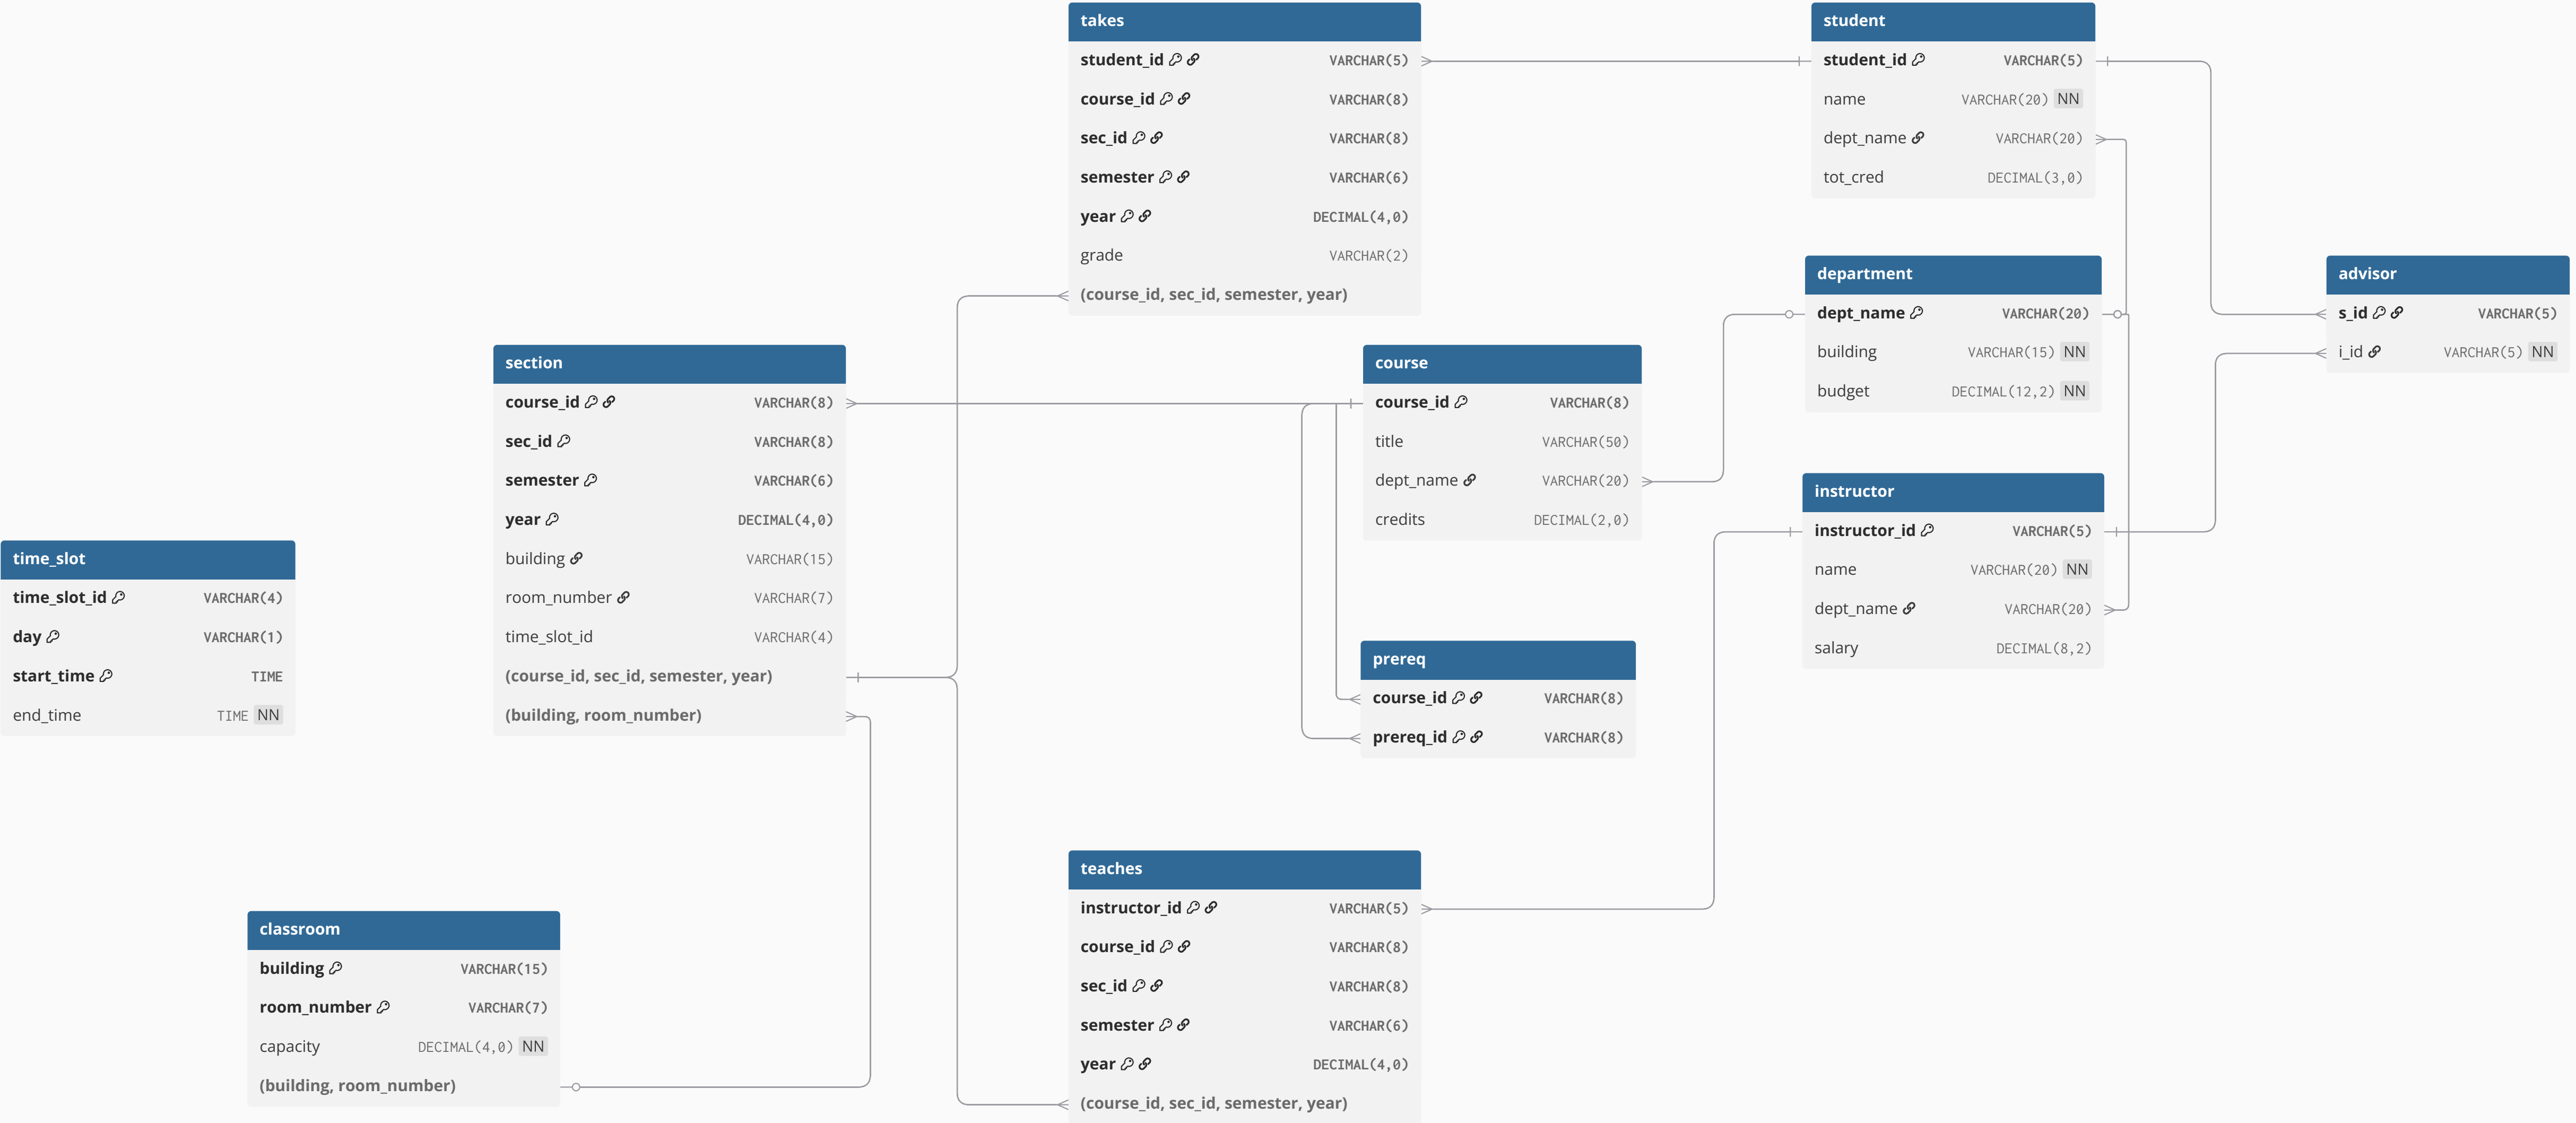 takes
student_id VARCHAR(5)
course_id VARCHAR(8)
sec_id VARCHAR(8)
semester VARCHAR(6)
year DECIMAL(4,0)
grade VARCHAR(2)
(course_id, sec_id, semester, year)
student
student_id VARCHAR(5)
name VARCHAR(20) NN
dept_name VARCHAR(20)
tot_cred DECIMAL(3,0)
department
dept_name VARCHAR(20)
building VARCHAR(15) NN
budget DECIMAL(12,2) NN
advisor
s_id VARCHAR(5)
i_id VARCHAR(5) NN
section
course_id VARCHAR(8)
sec_id VARCHAR(8)
semester VARCHAR(6)
year DECIMAL(4,0)
building VARCHAR(15)
room_number VARCHAR(7)
time_slot_id VARCHAR(4)
(course_id, sec_id, semester, year)
(building, room_number)
course
course_id VARCHAR(8)
title VARCHAR(50)
dept_name VARCHAR(20)
credits DECIMAL(2,0)
instructor
instructor_id VARCHAR(5)
name VARCHAR(20) NN
dept_name VARCHAR(20)
salary DECIMAL(8,2)
time_slot
time_slot_id VARCHAR(4)
day VARCHAR(1)
start_time TIME
end_time TIME NN
prereq
course_id VARCHAR(8)
prereq_id VARCHAR(8)
teaches
instructor_id VARCHAR(5)
course_id VARCHAR(8)
sec_id VARCHAR(8)
semester VARCHAR(6)
year DECIMAL(4,0)
(course_id, sec_id, semester, year)
classroom
building VARCHAR(15)
room_number VARCHAR(7)
capacity DECIMAL(4,0) NN
(building, room_number)